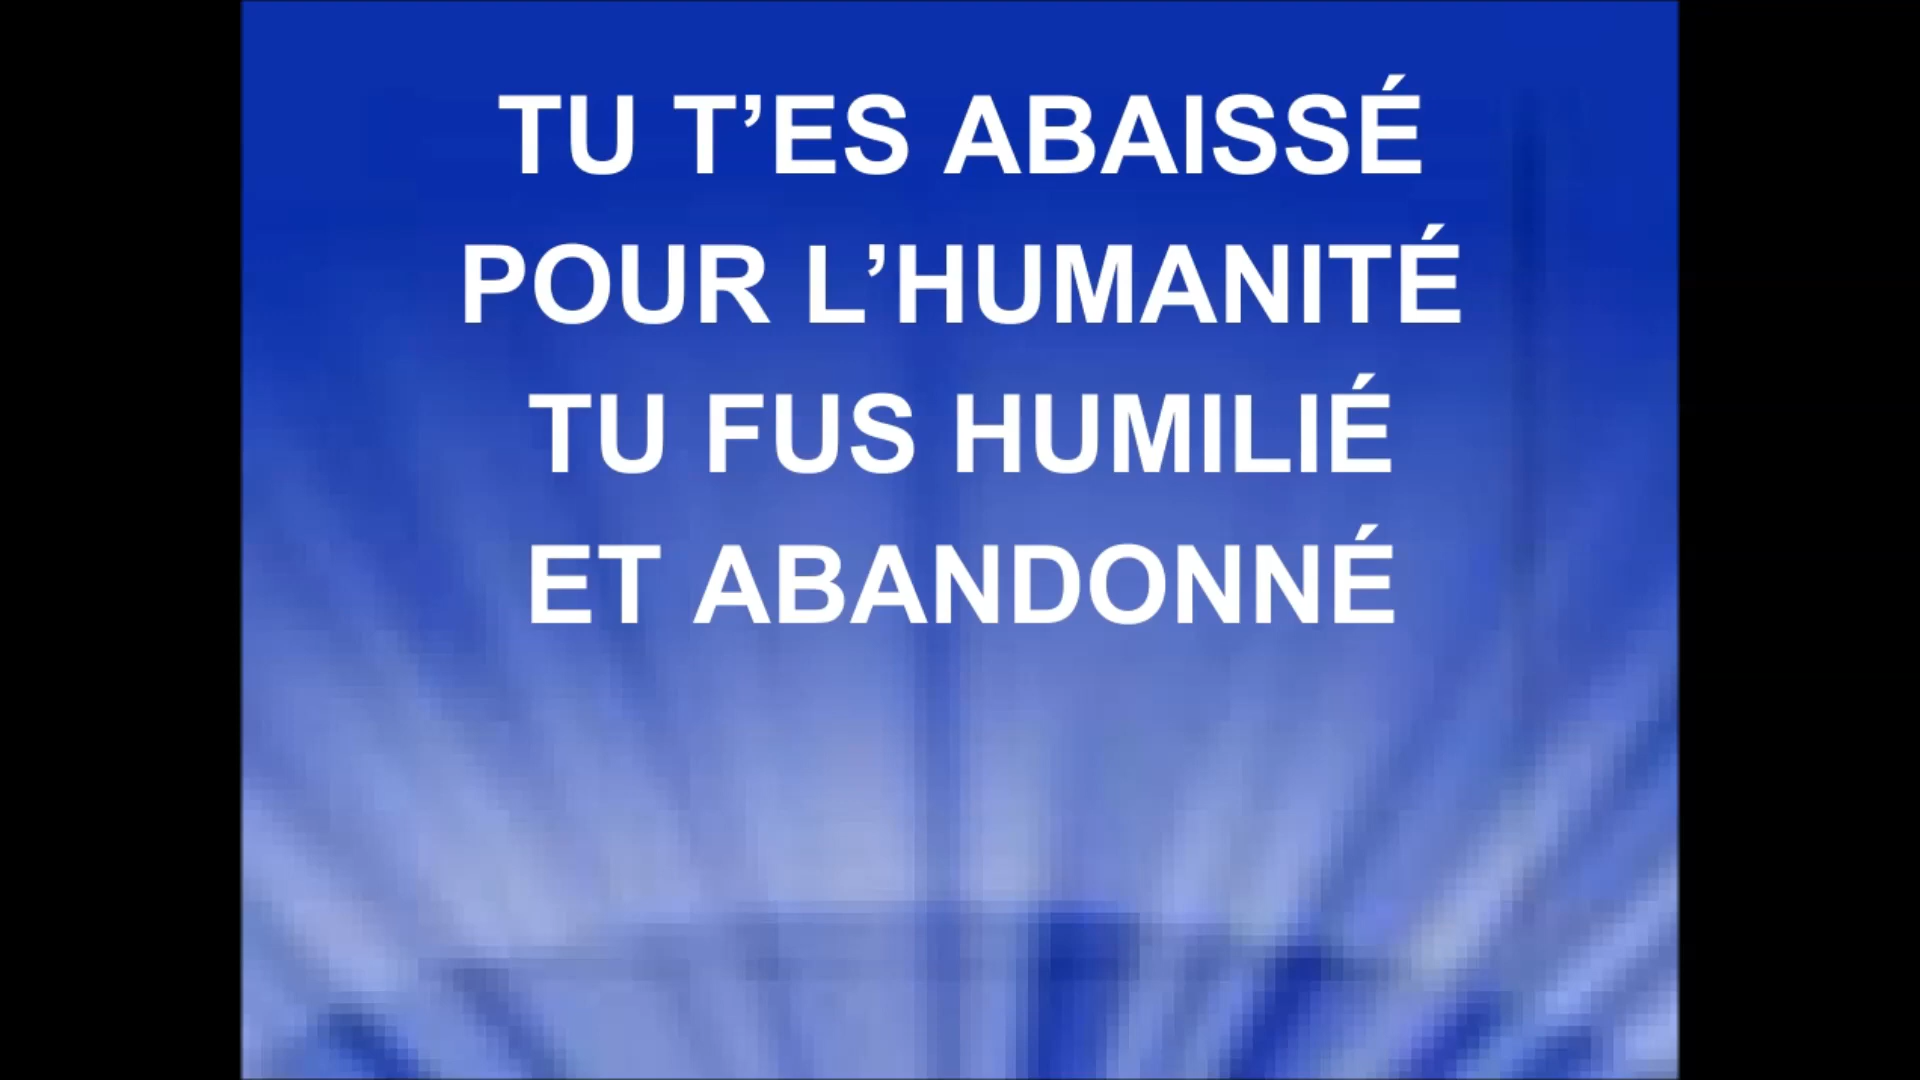 TU T’ES ABAISSÉ
POUR L’HUMANITÉ
TU FUS HUMILIÉ
ET ABANDONNÉ